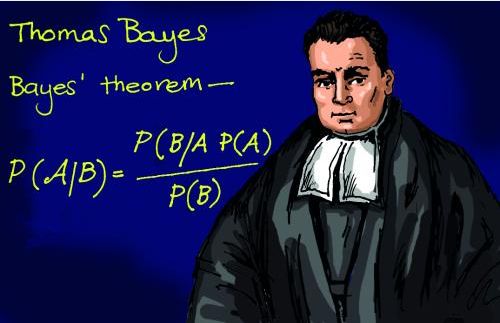 Thomas Bayes
Bayes' theorem —
P(A/B) = P(B/A P(A)
P(B)